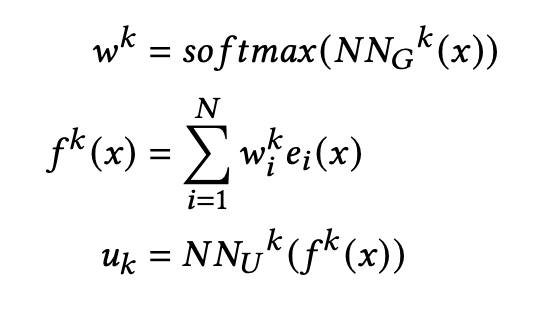 w^k = softmax(NN_G^k(x))
f^k(x) = \sum_{i=1}^{N} w_i^k e_i(x)
u_k = NN_U^k(f^k(x))